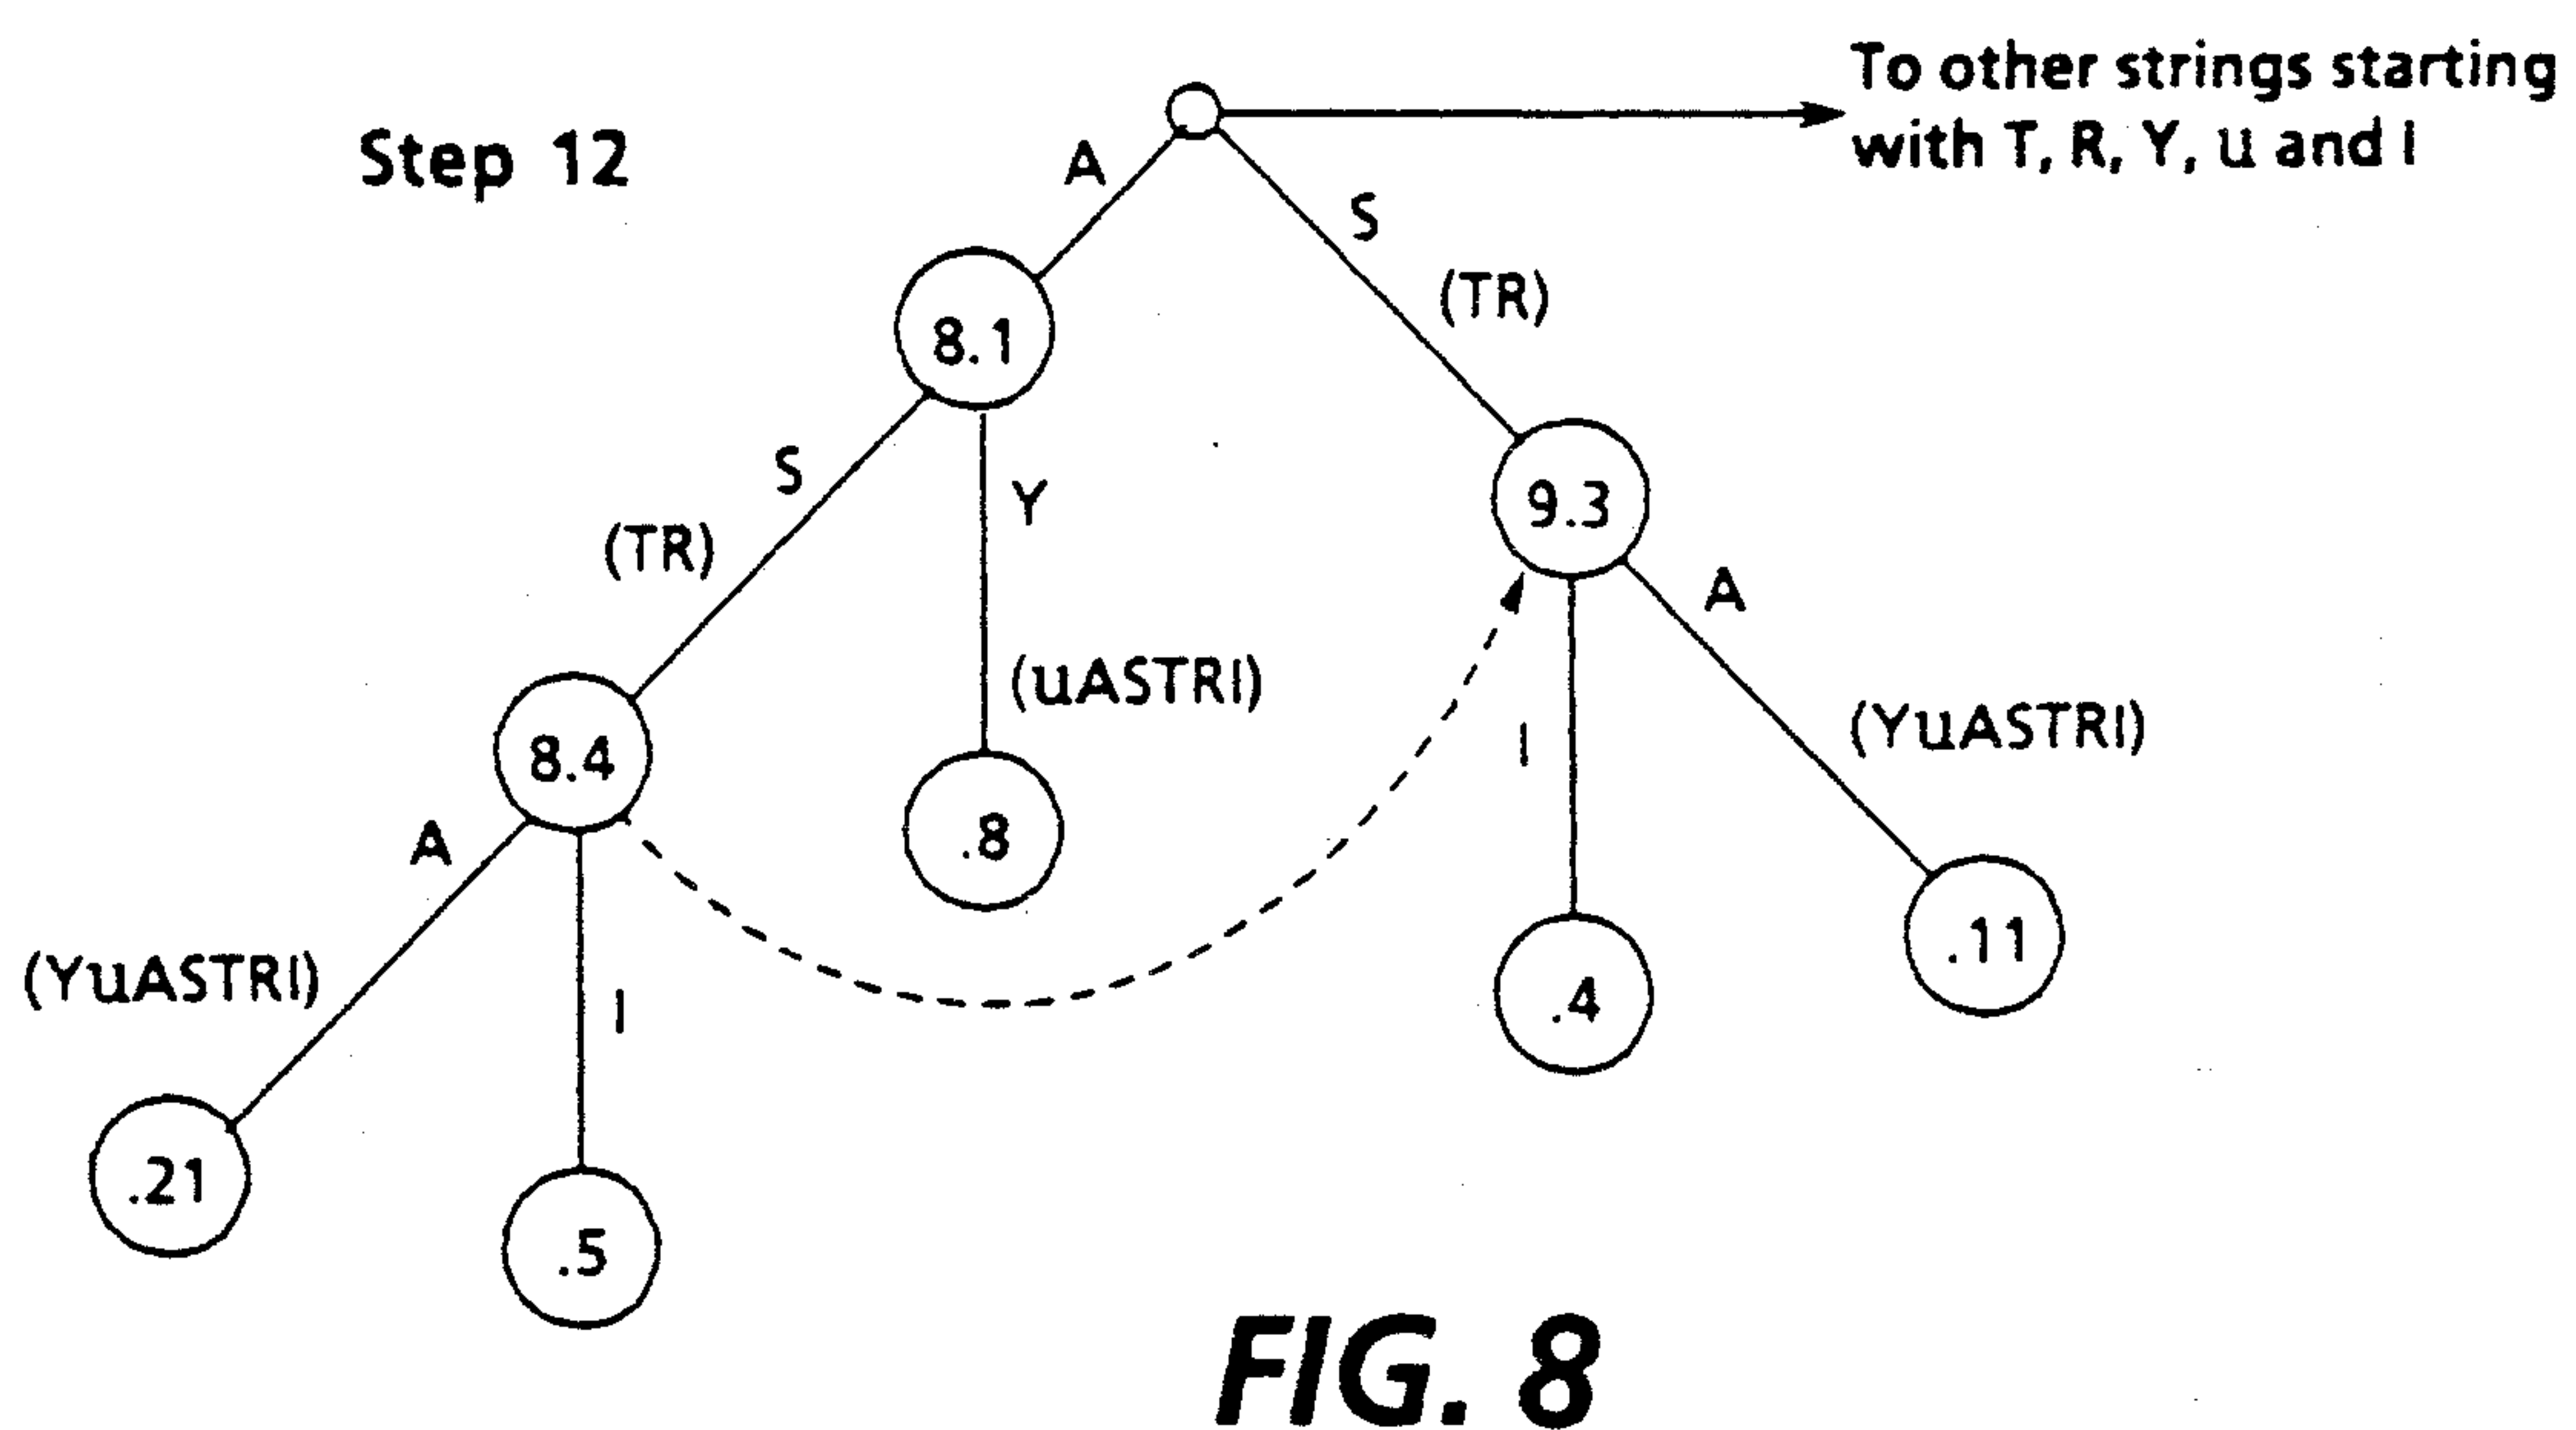 To other strings starting
with T, R, Y, u and I
Step 12
A
S
(TR)
8.1
9.3
S
Y
(TR)
A
(uASTRI)
(YuASTRI)
8.4
I
.8
A
.11
(YuASTRI)
.4
I
.21
.5
FIG. 8